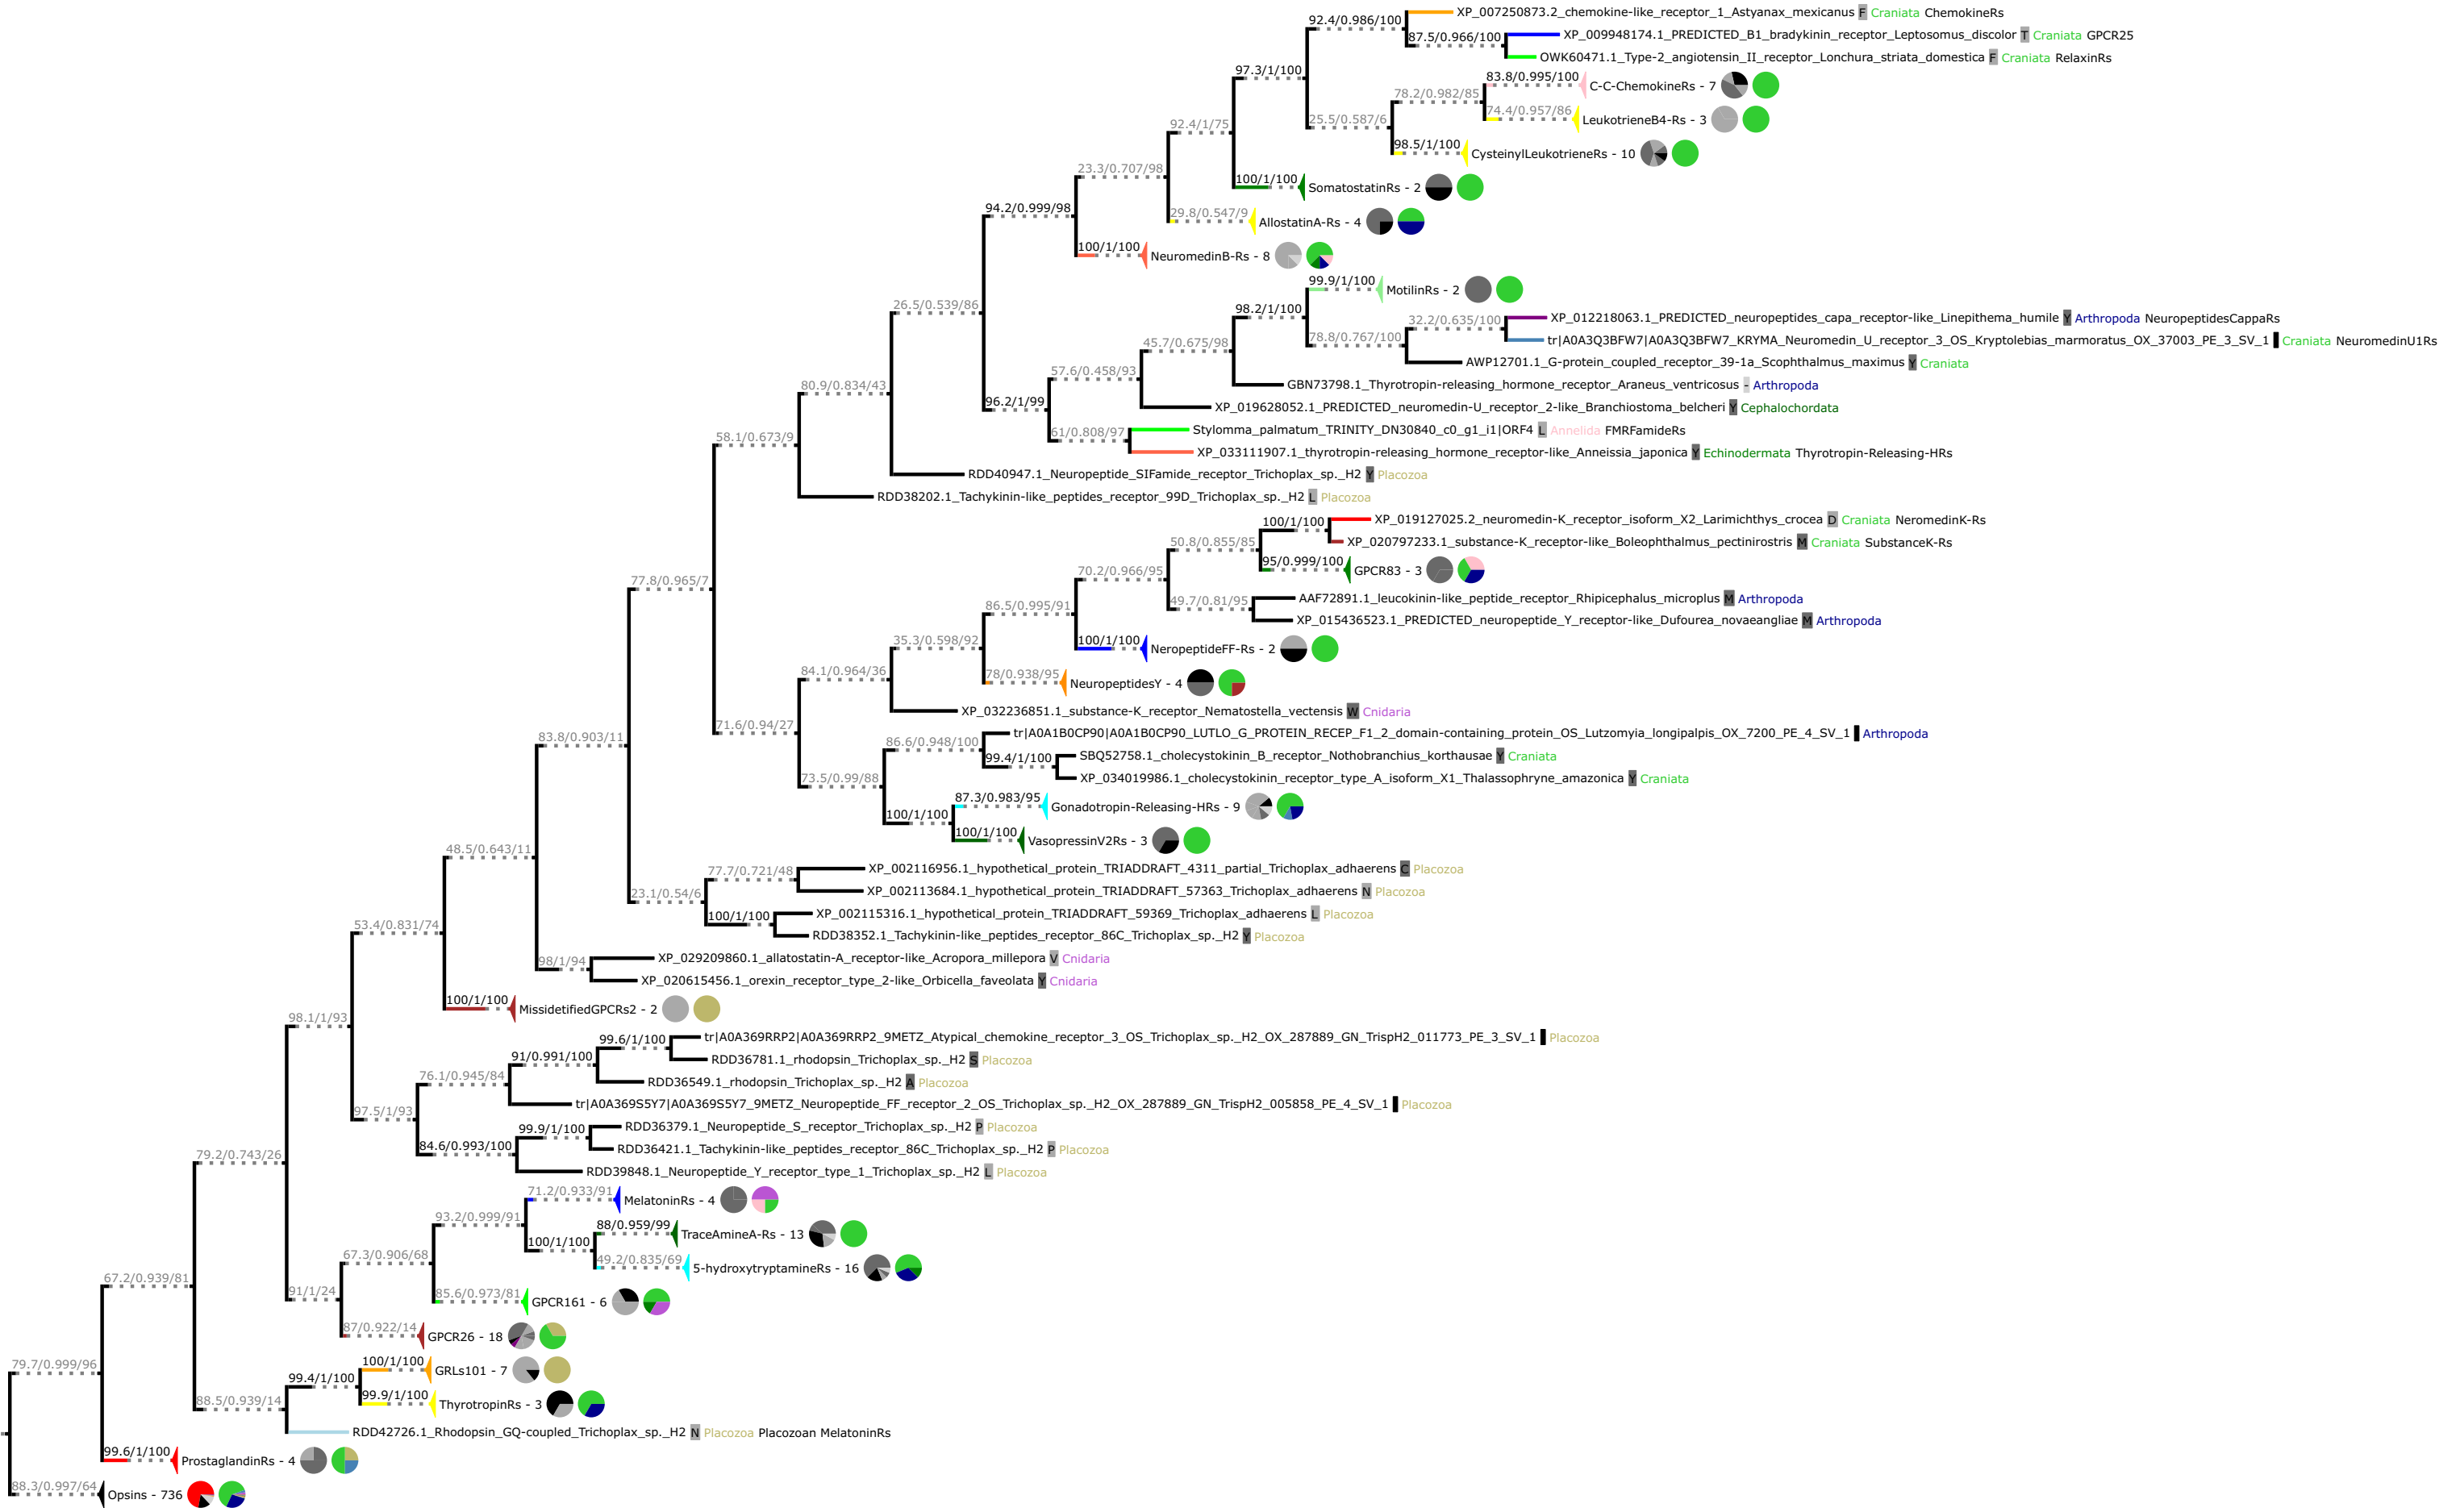 92.4/0.986/100
XP_007250873.2_chemokine-like_receptor_1_Astyanax_mexicanus F Craniata ChemokineRs
87.5/0.966/100
XP_009948174.1_PREDICTED_B1_bradykinin_receptor_Leptosomus_discolor T Craniata GPCR25
OWK60471.1_Type-2_angiotensin_II_receptor_Lonchura_striata_domestica F Craniata RelaxinRs
97.3/1/100
83.8/0.995/100
C-C-ChemokineRs - 7
78.2/0.982/85
74.4/0.957/86
LeukotrieneB4-Rs - 3
25.5/0.587/6
92.4/1/75
98.5/1/100
CysteinylLeukotrieneRs - 10
23.3/0.707/98
100/1/100
SomatostatinRs - 2
94.2/0.999/98
29.8/0.547/9
AllostatinA-Rs - 4
100/1/100
NeuromedinB-Rs - 8
99.9/1/100
MotilinRs - 2
26.5/0.539/86
98.2/1/100
32.2/0.635/100
XP_012218063.1_PREDICTED_neuropeptides_capa_receptor-like_Linepithema_humile Y Arthropoda NeuropeptidesCappaRs
78.8/0.767/100
tr|A0A3Q3BFW7|A0A3Q3BFW7_KRYMA_Neuromedin_U_receptor_3_OS_Kryptolebias_marmoratus_OX_37003_PE_3_SV_1 Craniata NeuromedinU1Rs
45.7/0.675/98
AWP12701.1_G-protein_coupled_receptor_39-1a_Scophthalmus_maximus Y Craniata
57.6/0.458/93
GBN73798.1_Thyrotropin-releasing_hormone_receptor_Araneus_ventricosus - Arthropoda
80.9/0.834/43
96.2/1/99
XP_019628052.1_PREDICTED_neuromedin-U_receptor_2-like_Branchiostoma_belcheri Y Cephalochordata
61/0.808/97
Stylomma_palmatum_TRINITY_DN30840_c0_g1_i1|ORF4 L Annelida FMRFamideRs
58.1/0.673/9
XP_033111907.1_thyrotropin-releasing_hormone_receptor-like_Anneissia_japonica Y Echinodermata Thyrotropin-Releasing-HRs
RDD40947.1_Neuropeptide_SIFamide_receptor_Trichoplax_sp._H2 Y Placozoa
RDD38202.1_Tachykinin-like_peptides_receptor_99D_Trichoplax_sp._H2 L Placozoa
100/1/100
XP_019127025.2_neuromedin-K_receptor_isoform_X2_Larimichthys_crocea D Craniata NeromedinK-Rs
50.8/0.855/85
XP_020797233.1_substance-K_receptor-like_Boleophthalmus_pectinirostris M Craniata SubstanceK-Rs
77.8/0.965/7
70.2/0.966/95
95/0.999/100
GPCR83 - 3
86.5/0.995/91
49.7/0.81/95
AAF72891.1_leucokinin-like_peptide_receptor_Rhipicephalus_microplus M Arthropoda
XP_015436523.1_PREDICTED_neuropeptide_Y_receptor-like_Dufourea_novaeangliae M Arthropoda
35.3/0.598/92
100/1/100
NeropeptideFF-Rs - 2
84.1/0.964/36
78/0.938/95
NeuropeptidesY - 4
XP_032236851.1_substance-K_receptor_Nematostella_vectensis W Cnidaria
71.6/0.94/27
tr|A0A1B0CP90|A0A1B0CP90_LUTLO_G_PROTEIN_RECEP_F1_2_domain-containing_protein_OS_Lutzomyia_longipalpis_OX_7200_PE_4_SV_1 Arthropoda
83.8/0.903/11
86.6/0.948/100
99.4/1/100
SBQ52758.1_cholecystokinin_B_receptor_Nothobranchius_korthausae Y Craniata
73.5/0.99/88
XP_034019986.1_cholecystokinin_receptor_type_A_isoform_X1_Thalassophryne_amazonica Y Craniata
87.3/0.983/95
Gonadotropin-Releasing-HRs - 9
100/1/100
100/1/100
VasopressinV2Rs - 3
48.5/0.643/11
77.7/0.721/48
XP_002116956.1_hypothetical_protein_TRIADDRAFT_4311_partial_Trichoplax_adhaerens C Placozoa
23.1/0.54/6
XP_002113684.1_hypothetical_protein_TRIADDRAFT_57363_Trichoplax_adhaerens N Placozoa
100/1/100
XP_002115316.1_hypothetical_protein_TRIADDRAFT_59369_Trichoplax_adhaerens L Placozoa
53.4/0.831/74
RDD38352.1_Tachykinin-like_peptides_receptor_86C_Trichoplax_sp._H2 Y Placozoa
98/1/94
XP_029209860.1_allatostatin-A_receptor-like_Acropora_millepora V Cnidaria
XP_020615456.1_orexin_receptor_type_2-like_Orbicella_faveolata Y Cnidaria
100/1/100
MissidetifiedGPCRs2 - 2
98.1/1/93
99.6/1/100
tr|A0A369RRP2|A0A369RRP2_9METZ_Atypical_chemokine_receptor_3_OS_Trichoplax_sp._H2_OX_287889_GN_TrispH2_011773_PE_3_SV_1 Placozoa
91/0.991/100
RDD36781.1_rhodopsin_Trichoplax_sp._H2 S Placozoa
76.1/0.945/84
RDD36549.1_rhodopsin_Trichoplax_sp._H2 A Placozoa
97.5/1/93
tr|A0A369S5Y7|A0A369S5Y7_9METZ_Neuropeptide_FF_receptor_2_OS_Trichoplax_sp._H2_OX_287889_GN_TrispH2_005858_PE_4_SV_1 Placozoa
99.9/1/100
RDD36379.1_Neuropeptide_S_receptor_Trichoplax_sp._H2 P Placozoa
84.6/0.993/100
RDD36421.1_Tachykinin-like_peptides_receptor_86C_Trichoplax_sp._H2 P Placozoa
79.2/0.743/26
RDD39848.1_Neuropeptide_Y_receptor_type_1_Trichoplax_sp._H2 L Placozoa
71.2/0.933/91
MelatoninRs - 4
93.2/0.999/91
88/0.959/99
TraceAmineA-Rs - 13
100/1/100
67.3/0.906/68
49.2/0.835/69
5-hydroxytryptamineRs - 16
67.2/0.939/81
91/1/24
85.6/0.973/81
GPCR161 - 6
87/0.922/14
GPCR26 - 18
79.7/0.999/96
100/1/100
GRLs101 - 7
99.4/1/100
99.9/1/100
ThyrotropinRs - 3
88.5/0.939/14
RDD42726.1_Rhodopsin_GQ-coupled_Trichoplax_sp._H2 N Placozoa Placozoan MelatoninRs
99.6/1/100
ProstaglandinRs - 4
88.3/0.997/64
Opsins - 736